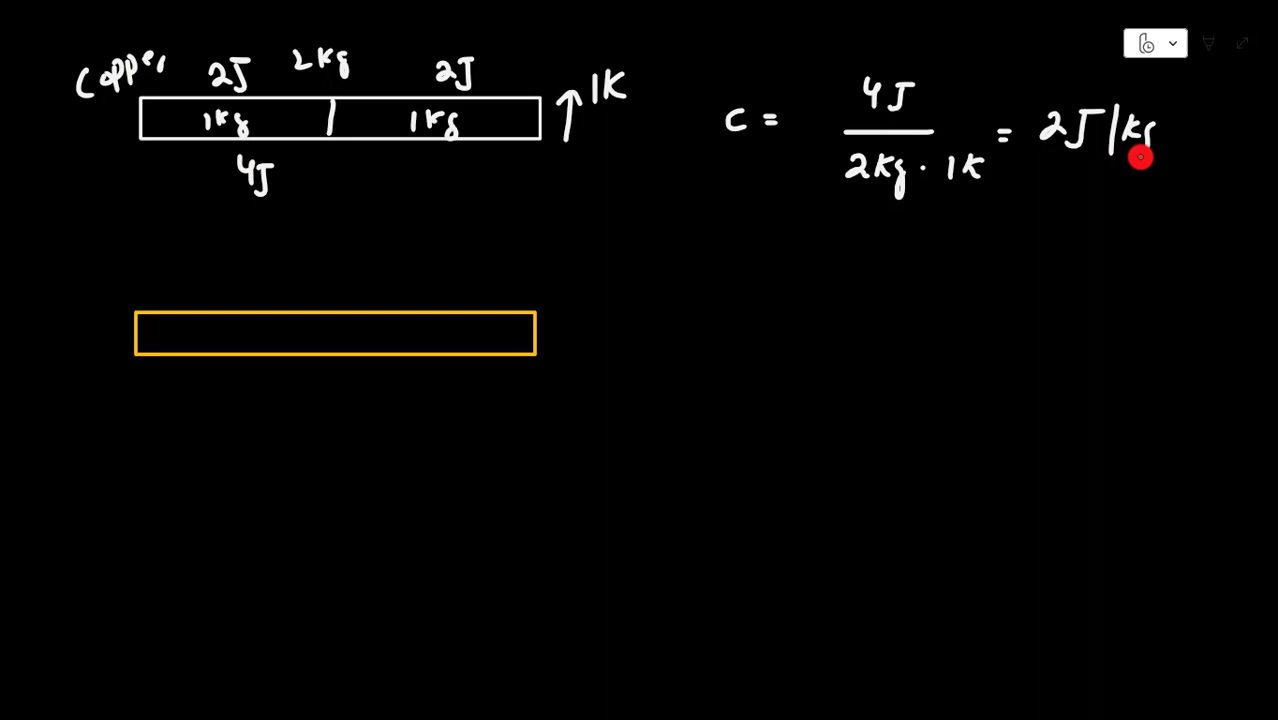 Copper 2J 2kg 2J
1kg 1kg ↑ 1K
4J
c = 4J / 2kg · 1K = 2J/kg